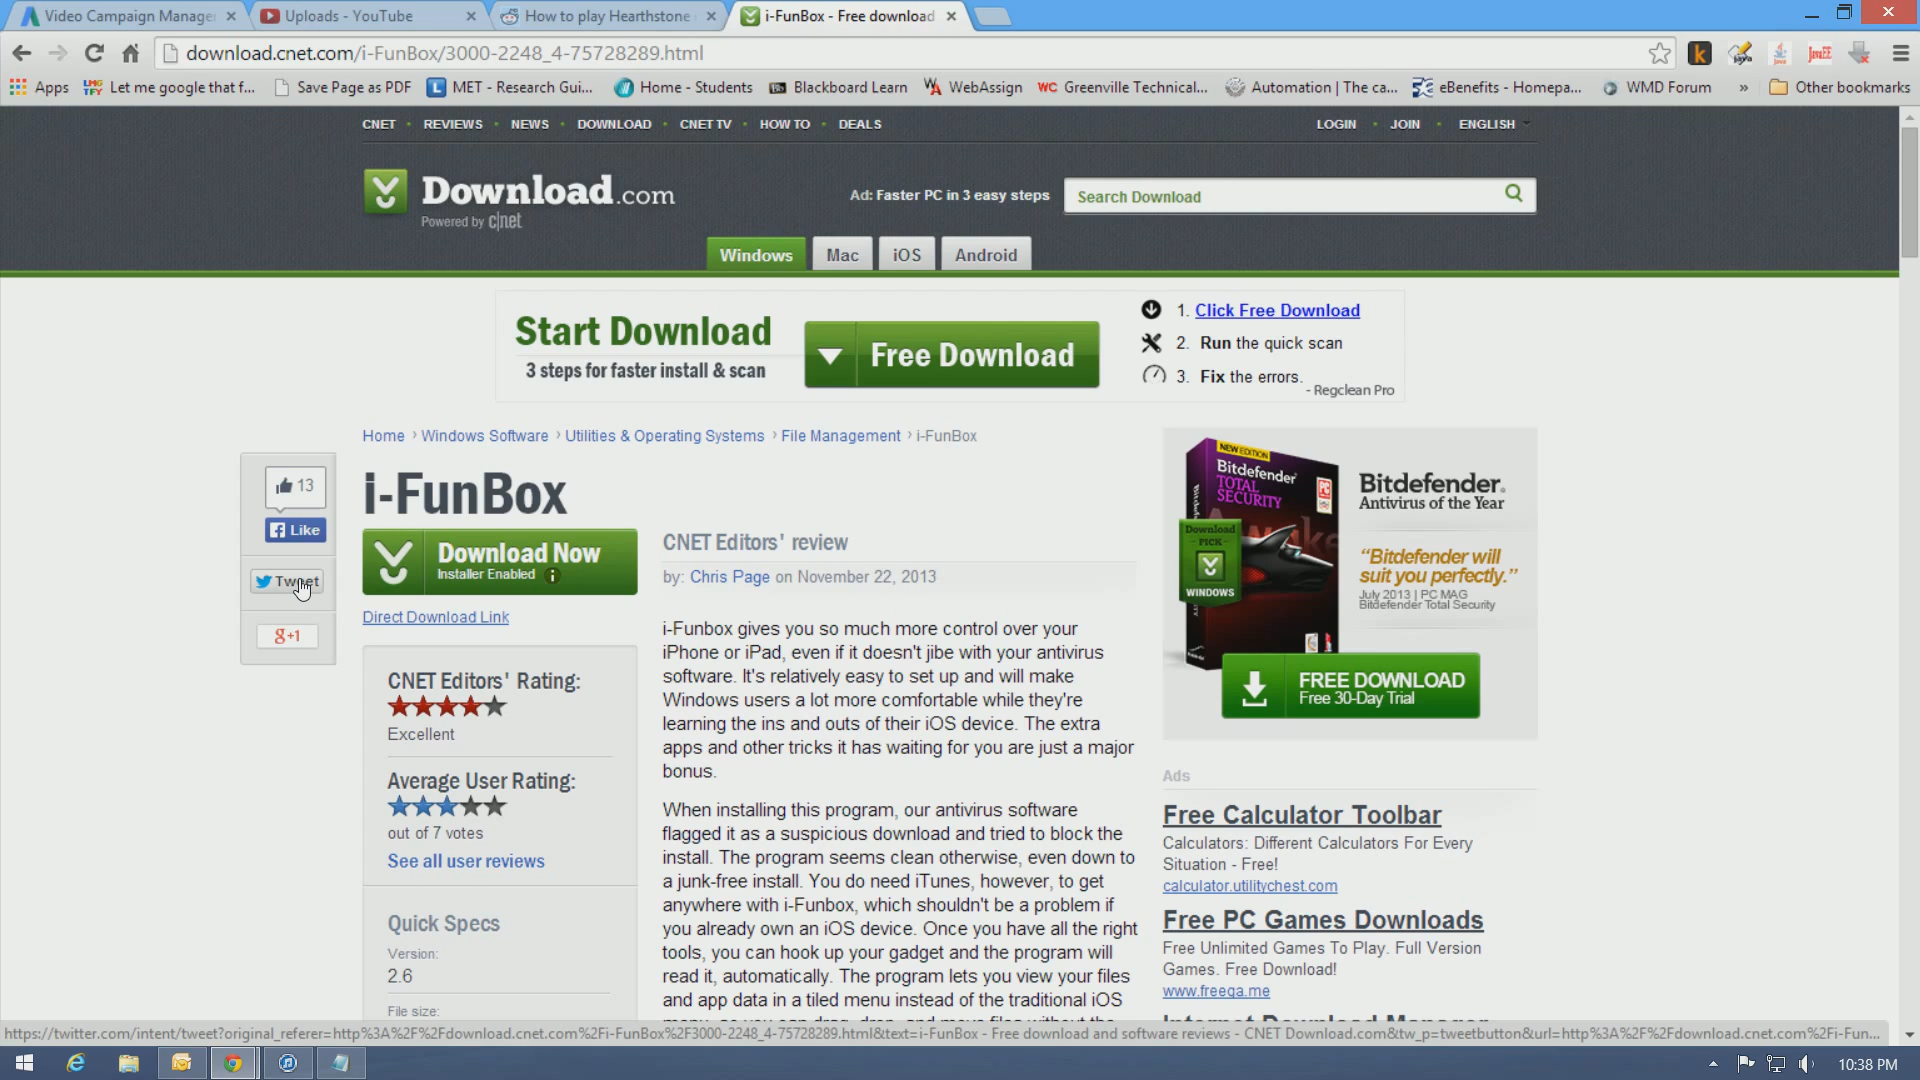 Video Campaign Manager
Uploads - YouTube
How to play Hearthstone
i-FunBox - Free download
download.cnet.com/i-FunBox/3000-2248_4-75728289.html
Apps
Let me google that f...
Save Page as PDF
MET - Research Gui...
Home - Students
Blackboard Learn
WebAssign
WC Greenville Technical...
Automation | The ca...
eBenefits - Homepa...
WMD Forum
»
Other bookmarks
CNET
REVIEWS
NEWS
DOWNLOAD
CNET TV
HOW TO
DEALS
LOGIN
JOIN
ENGLISH
Download.com
Powered by c|net
Ad: Faster PC in 3 easy steps
Search Download
Windows
Mac
iOS
Android
Start Download
3 steps for faster install & scan
Free Download
1. Click Free Download
2. Run the quick scan
3. Fix the errors.
- Regclean Pro
Home › Windows Software › Utilities & Operating Systems › File Management › i-FunBox
13
Like
Tweet
g+1
i-FunBox
Download Now
Installer Enabled i
Direct Download Link
CNET Editors' Rating:
Excellent
Average User Rating:
out of 7 votes
See all user reviews
Quick Specs
Version:
2.6
File size:
CNET Editors' review
by: Chris Page on November 22, 2013
i-Funbox gives you so much more control over your
iPhone or iPad, even if it doesn't jibe with your antivirus
software. It's relatively easy to set up and will make
Windows users a lot more comfortable while they're
learning the ins and outs of their iOS device. The extra
apps and other tricks it has waiting for you are just a major
bonus.
When installing this program, our antivirus software
flagged it as a suspicious download and tried to block the
install. The program seems clean otherwise, even down to
a junk-free install. You do need iTunes, however, to get
anywhere with i-Funbox, which shouldn't be a problem if
you already own an iOS device. Once you have all the right
tools, you can hook up your gadget and the program will
read it, automatically. The program lets you view your files
and app data in a tiled menu instead of the traditional iOS
NEW EDITION
Bitdefender
TOTAL
SECURITY
Download
- PICK -
WINDOWS
Bitdefender.
Antivirus of the Year
“Bitdefender will
suit you perfectly.”
July 2013 | PC MAG
Bitdefender Total Security
FREE DOWNLOAD
Free 30-Day Trial
Ads
Free Calculator Toolbar
Calculators: Different Calculators For Every
Situation - Free!
calculator.utilitychest.com
Free PC Games Downloads
Free Unlimited Games To Play. Full Version
Games. Free Download!
www.freega.me
Internet Download Manager
https://twitter.com/intent/tweet?original_referer=http%3A%2F%2Fdownload.cnet.com%2Fi-FunBox%2F3000-2248_4-75728289.html&text=i-FunBox - Free download and software reviews - CNET Download.com&tw_p=tweetbutton&url=http%3A%2F%2Fdownload.cnet.com%2Fi-Fun...
10:38 PM